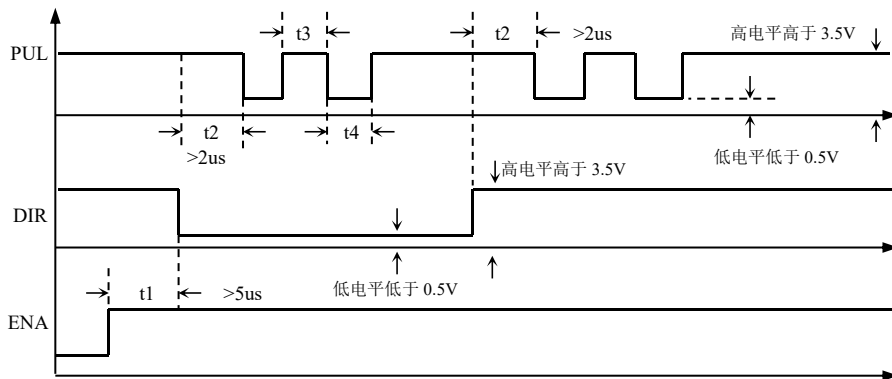 t3
t2
>2us
高电平高于 3.5V
PUL
t2
t4
>2us
低电平低于 0.5V
高电平高于 3.5V
DIR
低电平低于 0.5V
t1
>5us
ENA